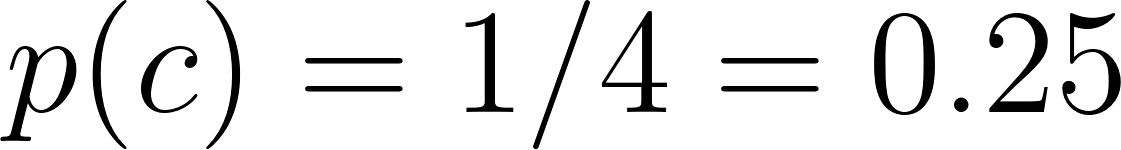 p(c) = 1/4 = 0.25